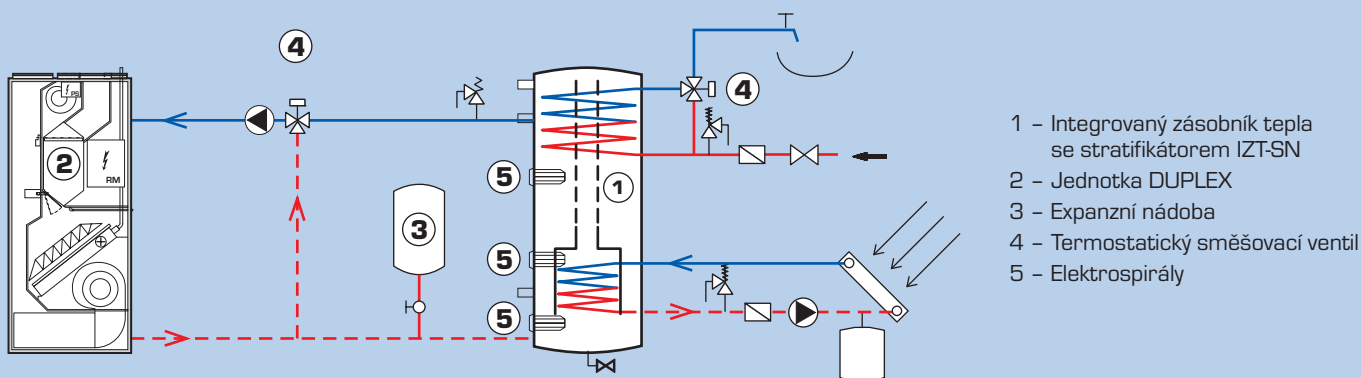 4
4
PS
2
RM
5
1
3
5
5
1 – Integrovaný zásobník tepla
se stratifikátorem IZT-SN
2 – Jednotka DUPLEX
3 – Expanzní nádoba
4 – Termostatický směšovací ventil
5 – Elektrospirály